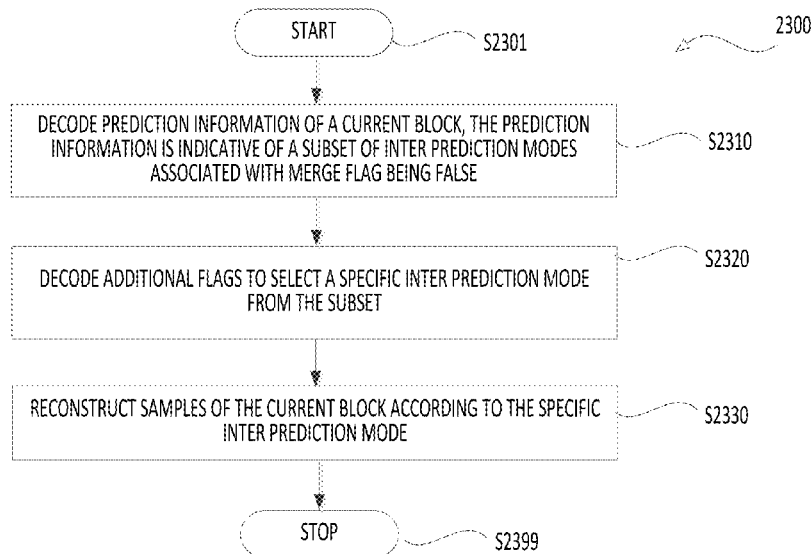 START
S2301
2300
DECODE PREDICTION INFORMATION OF A CURRENT BLOCK, THE PREDICTION
INFORMATION IS INDICATIVE OF A SUBSET OF INTER PREDICTION MODES
ASSOCIATED WITH MERGE FLAG BEING FALSE
S2310
DECODE ADDITIONAL FLAGS TO SELECT A SPECIFIC INTER PREDICTION MODE
FROM THE SUBSET
S2320
RECONSTRUCT SAMPLES OF THE CURRENT BLOCK ACCORDING TO THE SPECIFIC
INTER PREDICTION MODE
S2330
STOP
S2399